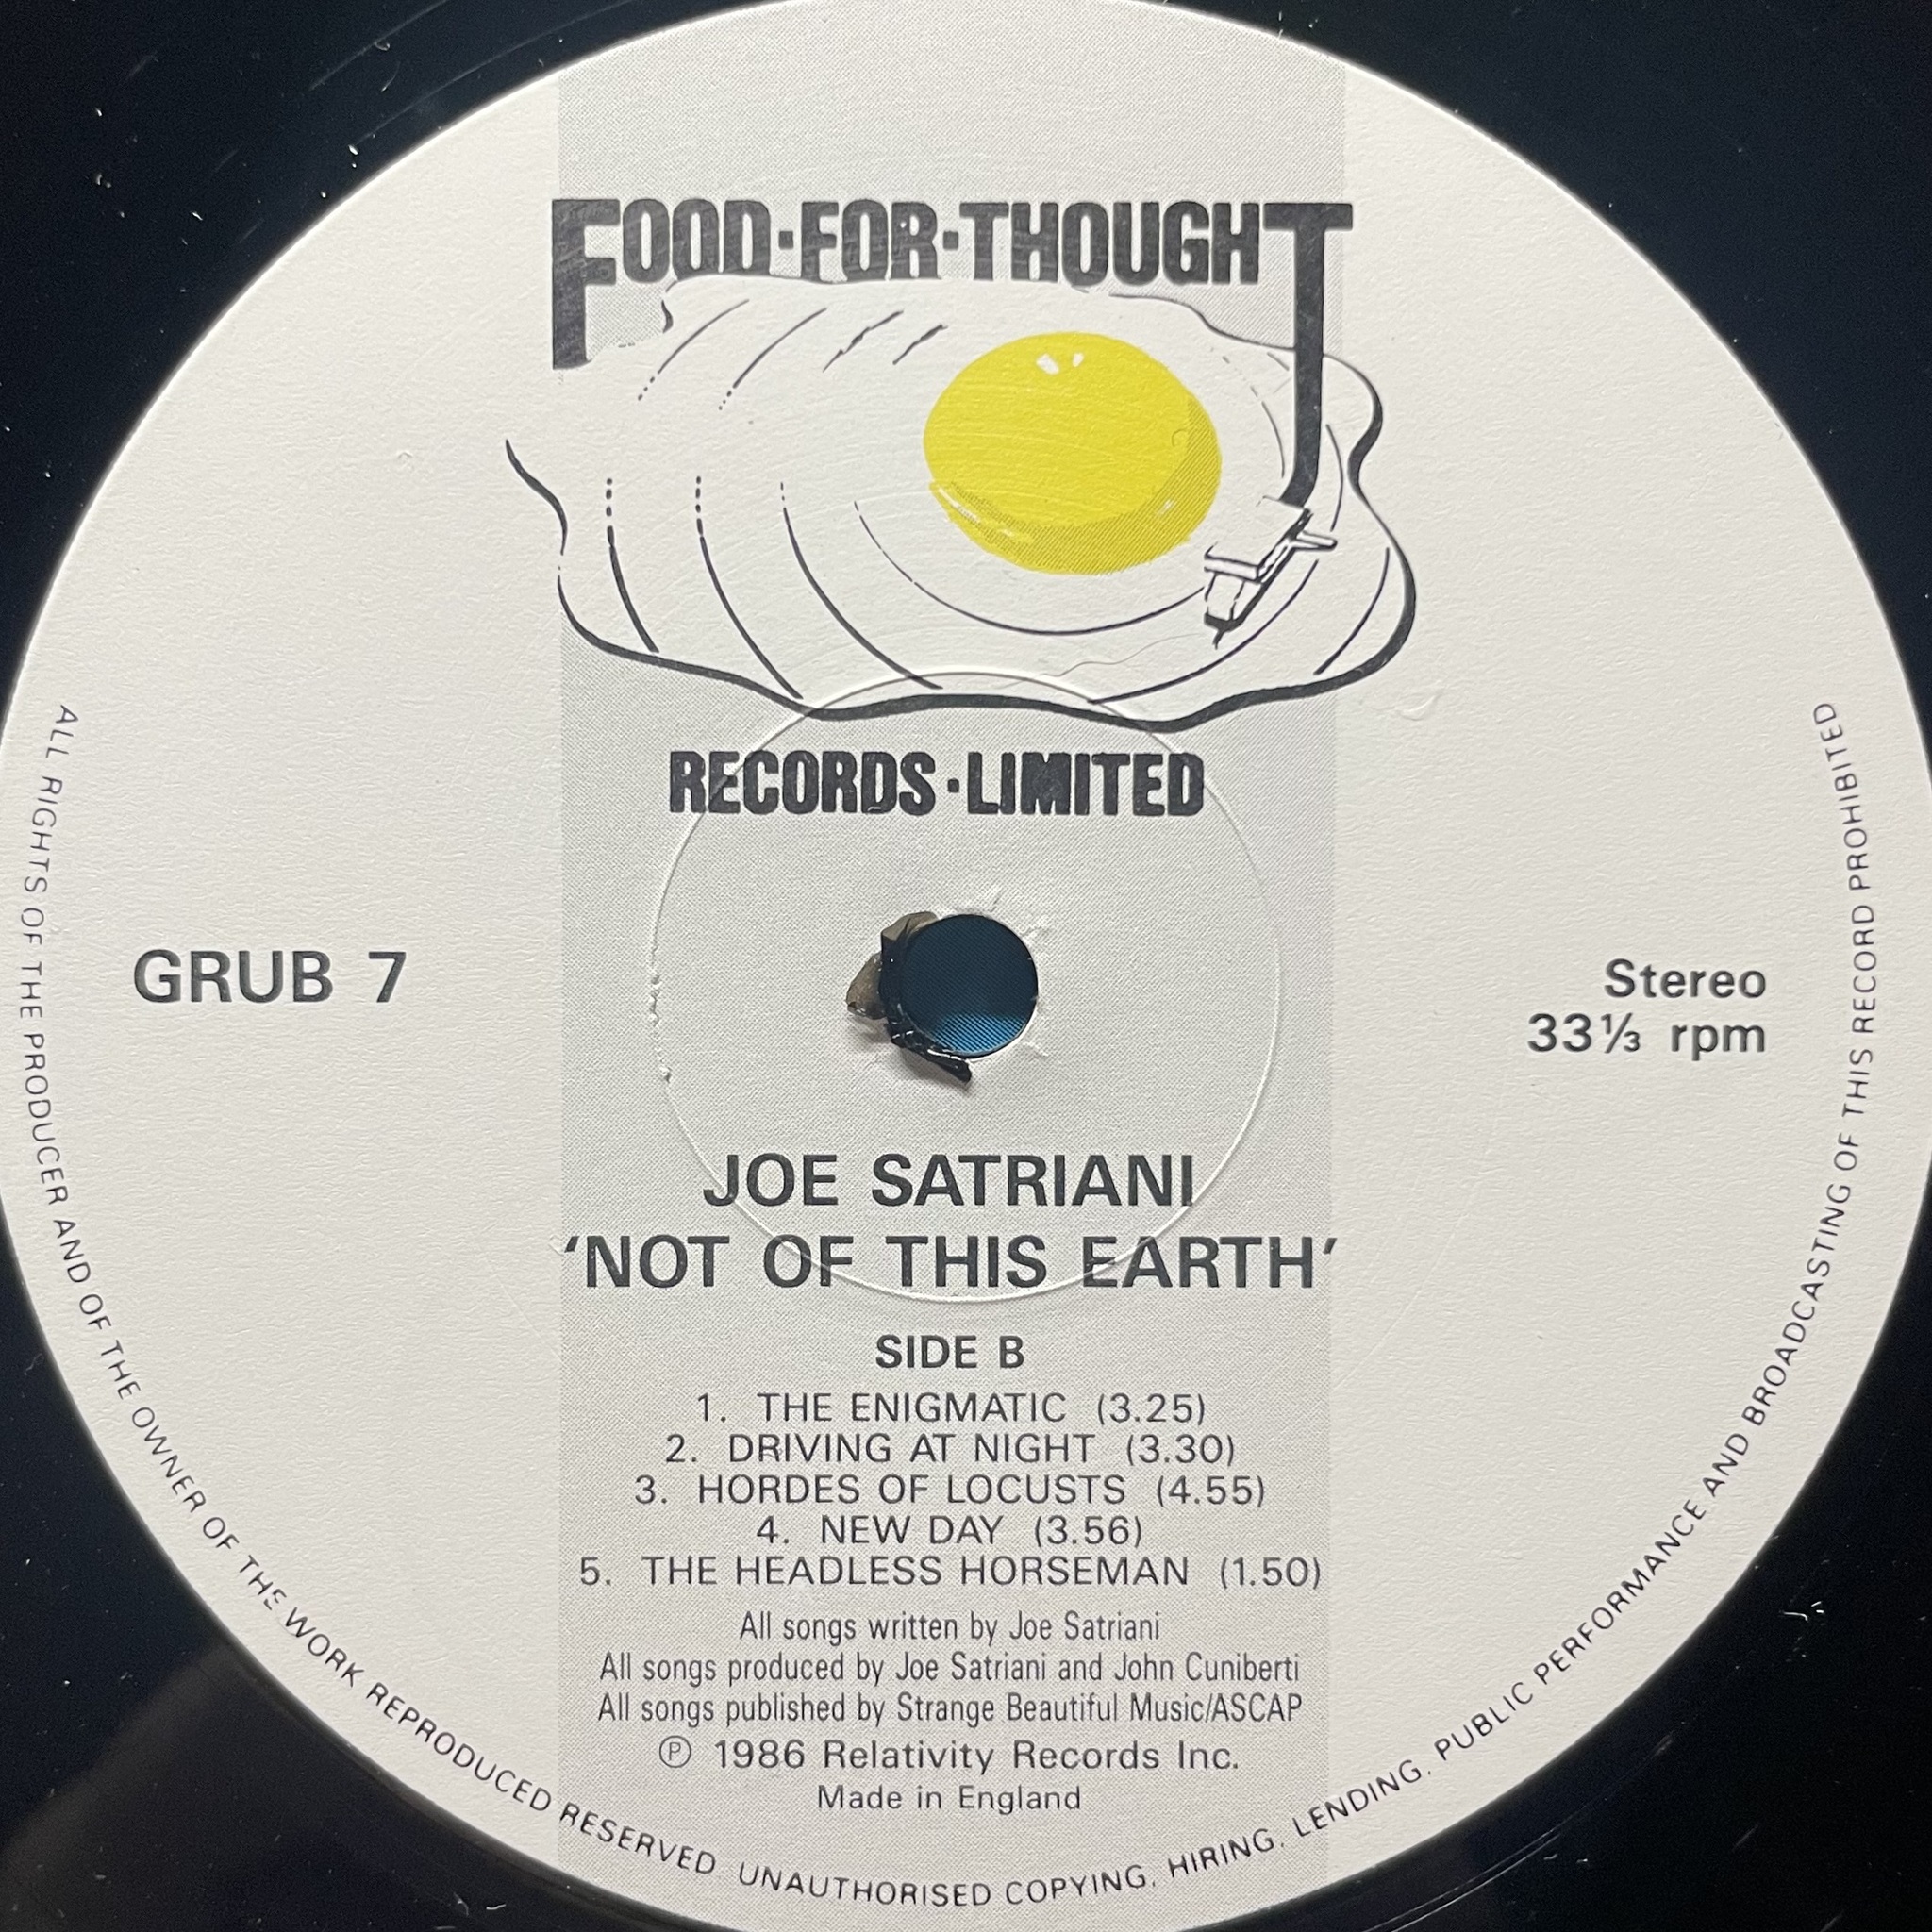 FOOD·FOR·THOUGHT
RECORDS·LIMITED
GRUB 7
Stereo
33⅓ rpm
JOE SATRIANI
‘NOT OF THIS EARTH’
SIDE B
1. THE ENIGMATIC (3.25)
2. DRIVING AT NIGHT (3.30)
3. HORDES OF LOCUSTS (4.55)
4. NEW DAY (3.56)
5. THE HEADLESS HORSEMAN (1.50)
All songs written by Joe Satriani
All songs produced by Joe Satriani and John Cuniberti
All songs published by Strange Beautiful Music/ASCAP
℗ 1986 Relativity Records Inc.
Made in England
ALL RIGHTS OF THE PRODUCER AND OF THE OWNER OF THE WORK REPRODUCED RESERVED. UNAUTHORISED COPYING, HIRING, LENDING, PUBLIC PERFORMANCE AND BROADCASTING OF THIS RECORD PROHIBITED